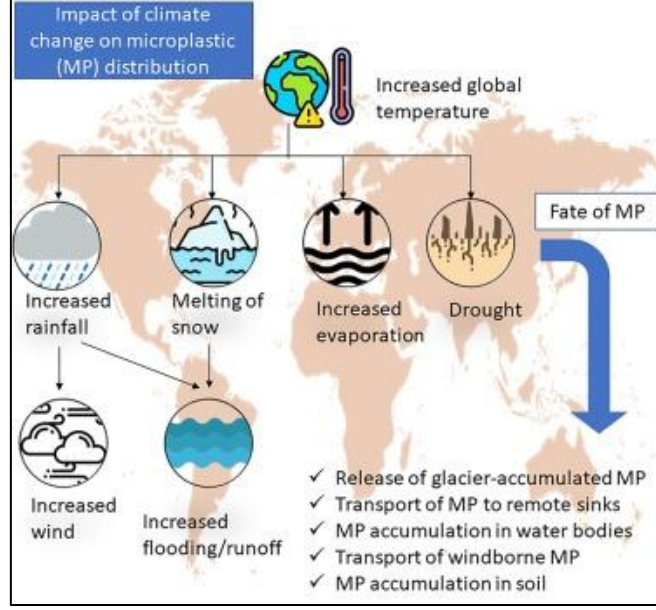 Impact of climate
change on microplastic
(MP) distribution
Increased global
temperature
Fate of MP
Increased
rainfall
Melting of
snow
Increased
evaporation
Drought
Increased
wind
Increased
flooding/runoff
✓ Release of glacier-accumulated MP
✓ Transport of MP to remote sinks
✓ MP accumulation in water bodies
✓ Transport of windborne MP
✓ MP accumulation in soil